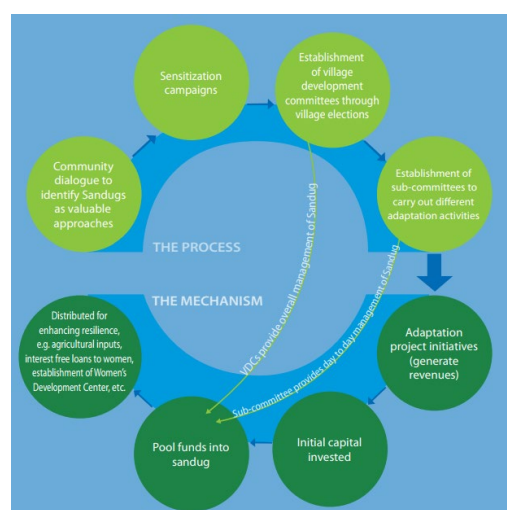 Sensitization
campaigns
Establishment
of village
development
committees through
village elections
Community
dialogue to
identify Sandugs
as valuable
approaches
Establishment of
sub-committees to
carry out different
adaptation activities
THE PROCESS
THE MECHANISM
VDCs provide overall management of Sandug
Sub-committee provides day to day management of Sandug
Distributed for
enhancing resilience,
e.g. agricultural inputs,
interest free loans to women,
establishment of Women's
Development Center, etc.
Adaptation
project initiatives
(generate
revenues)
Pool funds into
sandug
Initial capital
invested